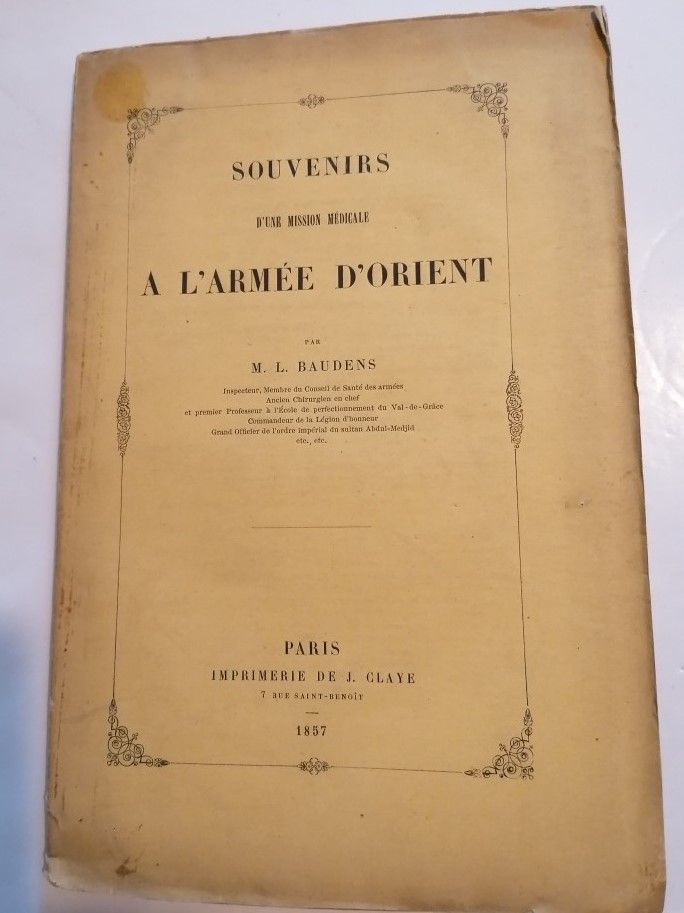 SOUVENIRS
D'UNE MISSION MÉDICALE
A L'ARMÉE D'ORIENT
PAR
M. L. BAUDENS
Inspecteur, Membre du Conseil de Santé des armées
Ancien Chirurgien en chef
et premier Professeur à l'École de perfectionnement du Val-de-Grâce
Commandeur de la Légion d'honneur
Grand Officier de l'ordre impérial du sultan Abdul-Medjid
etc., etc.
PARIS
IMPRIMERIE DE J. CLAYE
7 RUE SAINT-BENOÎT
1857